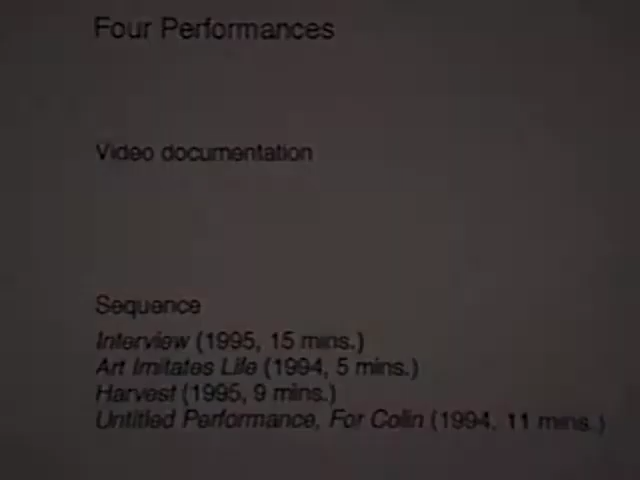 Four Performances
Video documentation
Sequence
Interview (1995, 15 mins.)
Art Imitates Life (1994, 5 mins.)
Harvest (1995, 9 mins.)
Untitled Performance, For Colin (1994, 11 mins.)